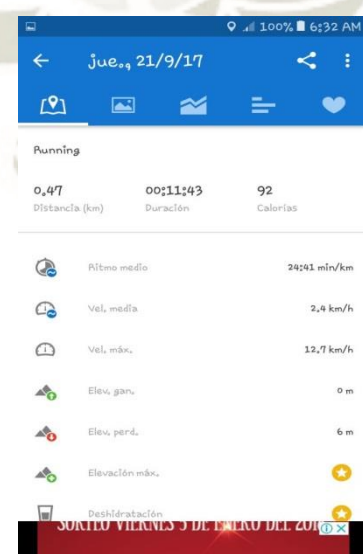 100% 6:32 AM
jue., 21/9/17
Running
0.47 00:11:43 92
Distancia (km) Duración Calorías
Ritmo medio 24:41 min/km
Vel. media 2,4 km/h
Vel. máx. 12,7 km/h
Elev. gan. 0 m
Elev. perd. 6 m
Elevación máx.
Deshidratación
SORTEO VIERNES 5 DE ENERO DEL